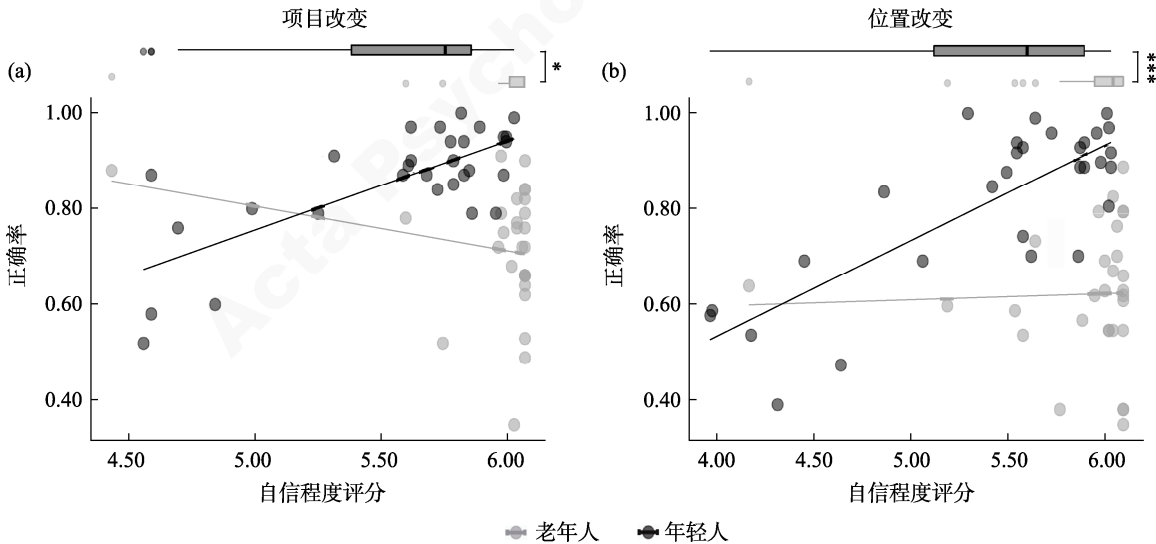 项目改变
位置改变
(a)
*
(b)
***
1.00
0.80
0.60
0.40
正确率
4.50 5.00 5.50 6.00
自信程度评分
1.00
0.80
0.60
0.40
正确率
4.00 4.50 5.00 5.50 6.00
自信程度评分
老年人 年轻人
Acta Psycho